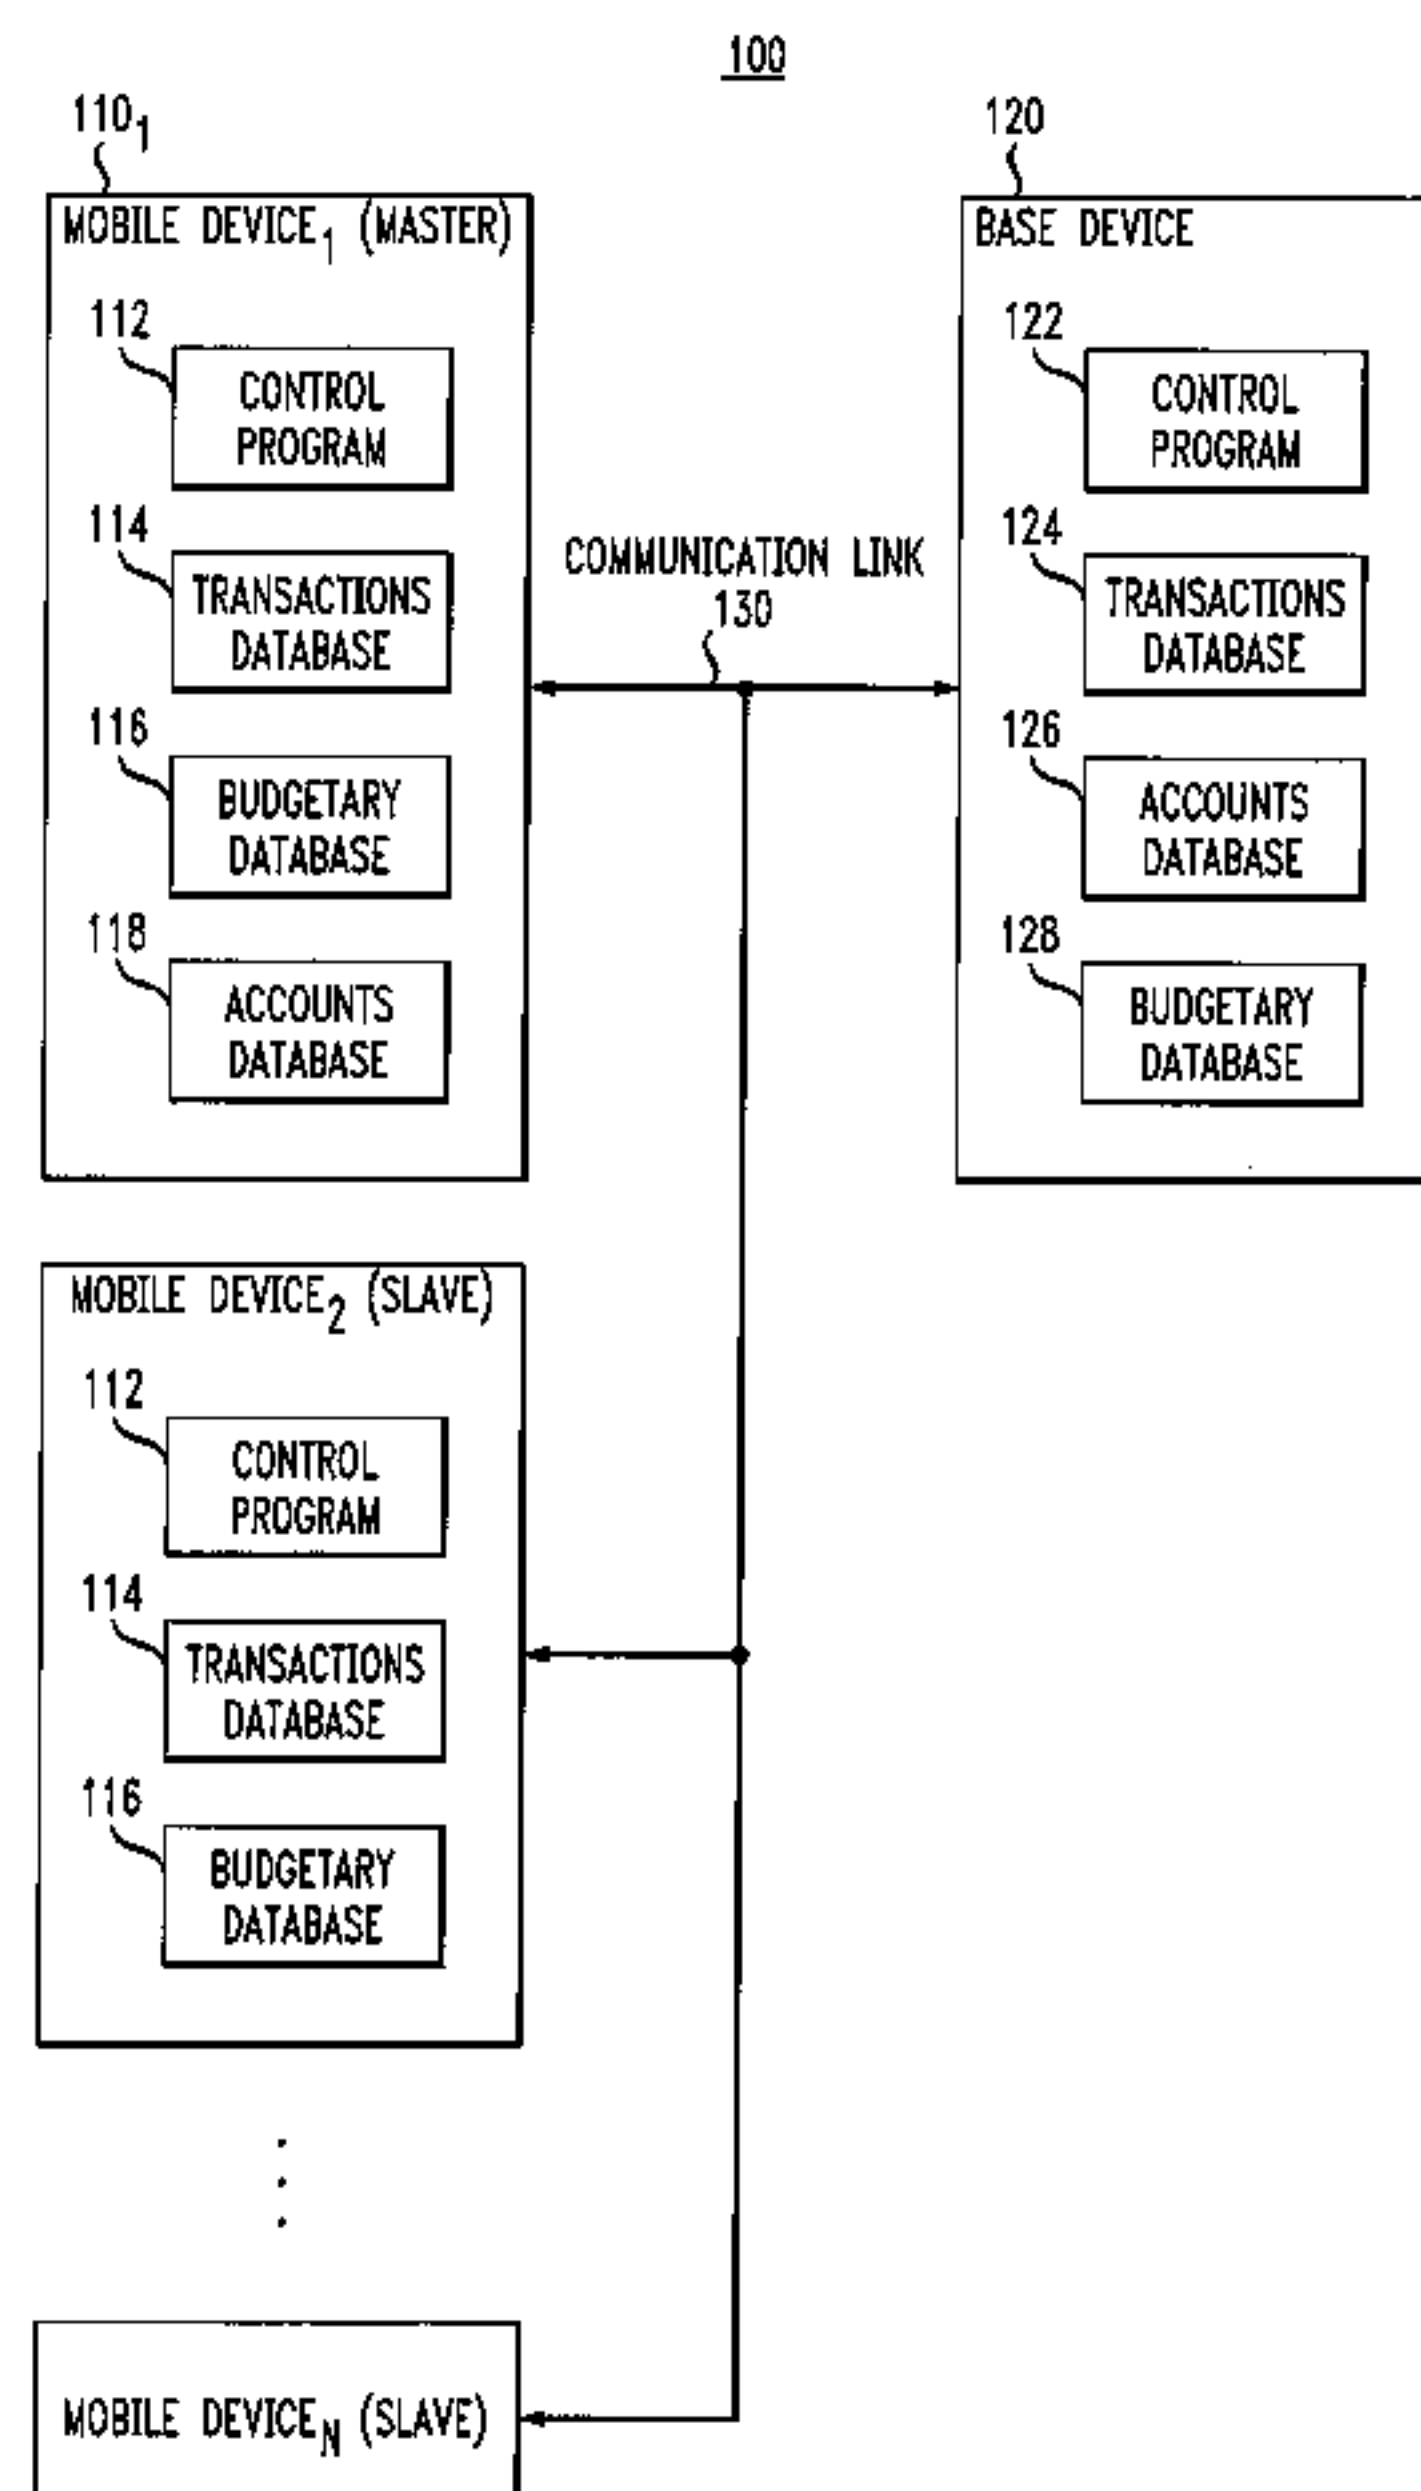 100
110₁
MOBILE DEVICE₁ (MASTER)
112
CONTROL
PROGRAM
114
TRANSACTIONS
DATABASE
116
BUDGETARY
DATABASE
118
ACCOUNTS
DATABASE
COMMUNICATION LINK
130
120
BASE DEVICE
122
CONTROL
PROGRAM
124
TRANSACTIONS
DATABASE
126
ACCOUNTS
DATABASE
128
BUDGETARY
DATABASE
MOBILE DEVICE₂ (SLAVE)
112
CONTROL
PROGRAM
114
TRANSACTIONS
DATABASE
116
BUDGETARY
DATABASE
MOBILE DEVICE_N (SLAVE)